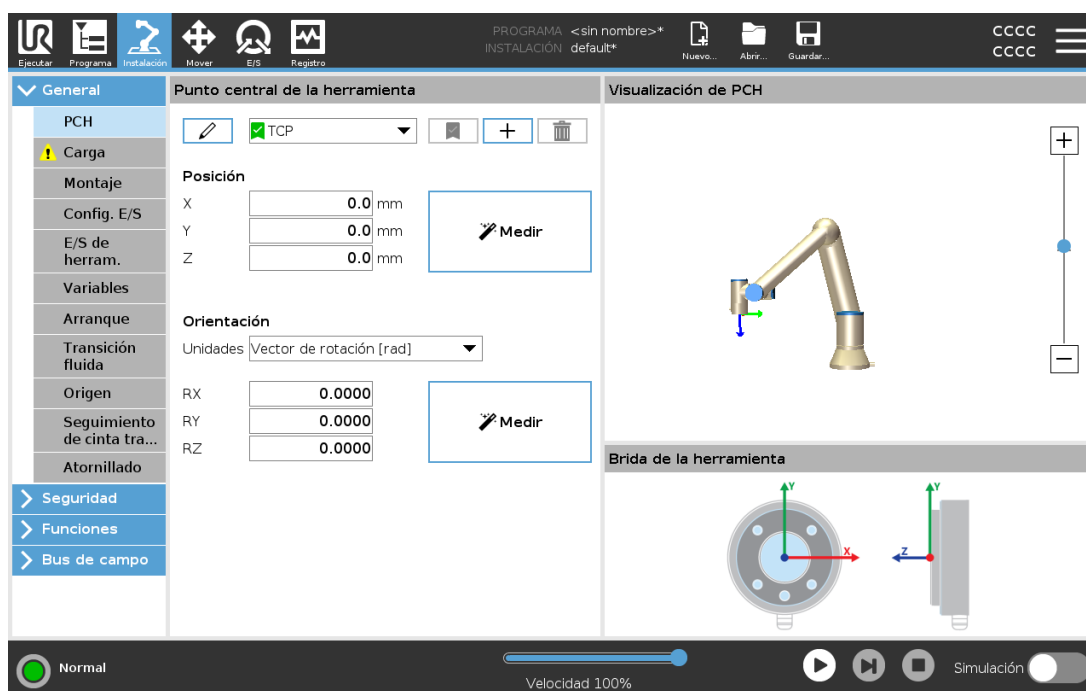 PROGRAMA <sin nombre>*
INSTALACIÓN default*
CCCC
CCCC
UR
Ejecutar Programa Instalación Mover E/S Registro
Nuevo... Abrir... Guardar...
General
PCH
Carga
Montaje
Config. E/S
E/S de
herram.
Variables
Arranque
Transición
fluida
Origen
Seguimiento
de cinta tra...
Atornillado
Seguridad
Funciones
Bus de campo
Punto central de la herramienta
TCP
Posición
X 0.0 mm
Y 0.0 mm
Z 0.0 mm
Medir
Orientación
Unidades Vector de rotación [rad]
RX 0.0000
RY 0.0000
RZ 0.0000
Medir
Visualización de PCH
Brida de la herramienta
Y
X
Y
Z
Normal
Velocidad 100%
Simulación